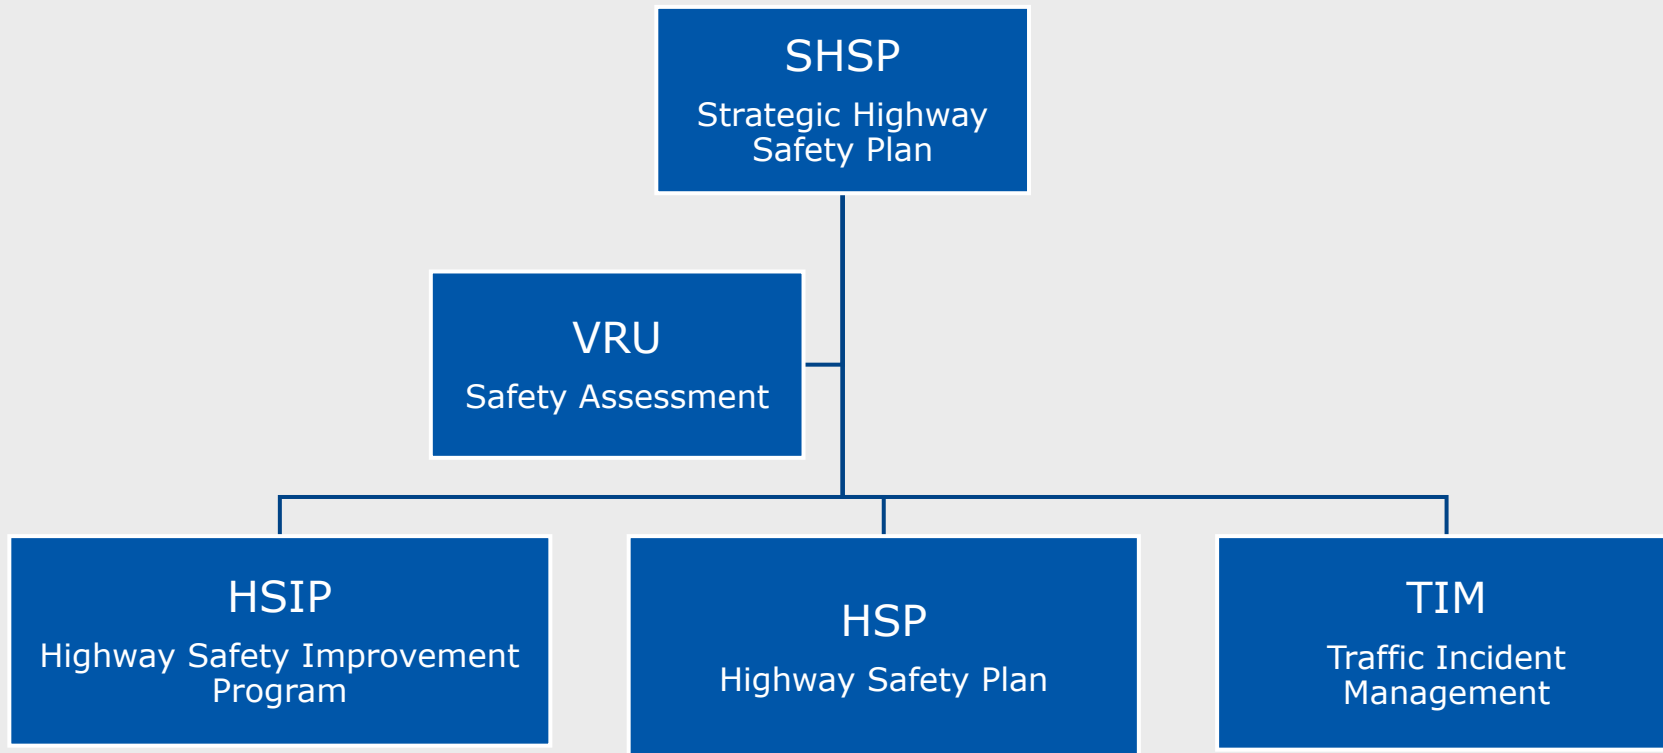 SHSP
Strategic Highway
Safety Plan
VRU
Safety Assessment
HSIP
Highway Safety Improvement
Program
HSP
Highway Safety Plan
TIM
Traffic Incident
Management